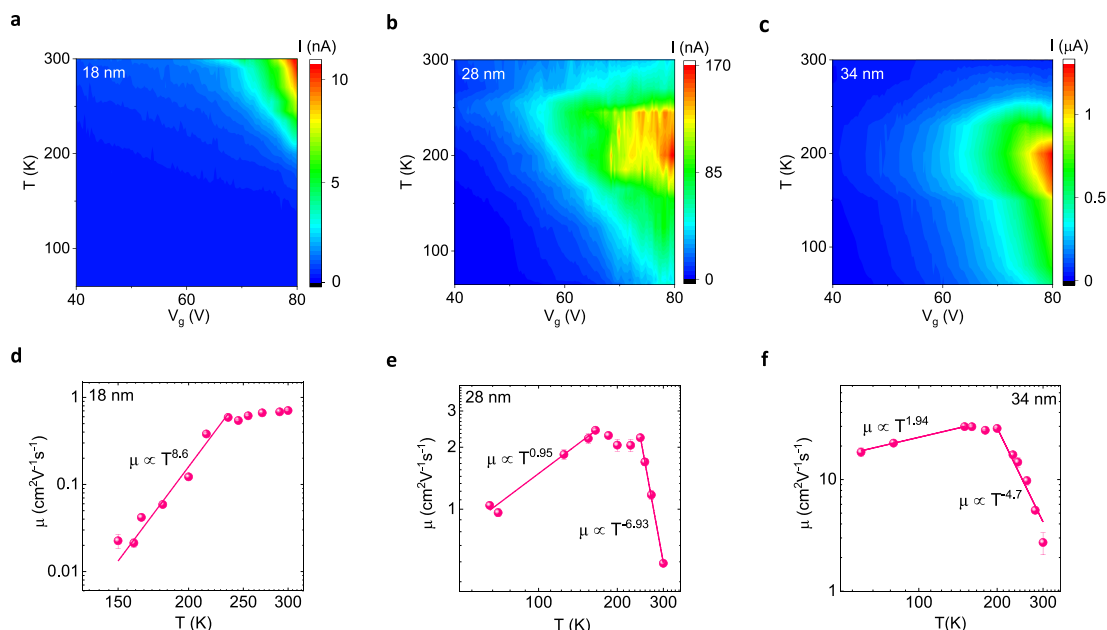 a
b
c
I (nA)
I (nA)
I (μA)
18 nm
28 nm
34 nm
300
200
100
T (K)
40
60
80
V_g (V)
10
5
0
300
200
100
T (K)
40
60
80
V_g (V)
170
85
0
300
200
100
T (K)
40
60
80
V_g (V)
1
0.5
0
d
e
f
18 nm
28 nm
34 nm
μ ∝ T^8.6
μ (cm²V⁻¹s⁻¹)
1
0.1
0.01
150
200
250
300
T (K)
μ ∝ T^0.95
μ ∝ T^-6.93
μ (cm²V⁻¹s⁻¹)
3
2
1
100
200
300
T (K)
μ ∝ T^1.94
μ ∝ T^-4.7
μ (cm²V⁻¹s⁻¹)
10
1
100
200
300
T(K)